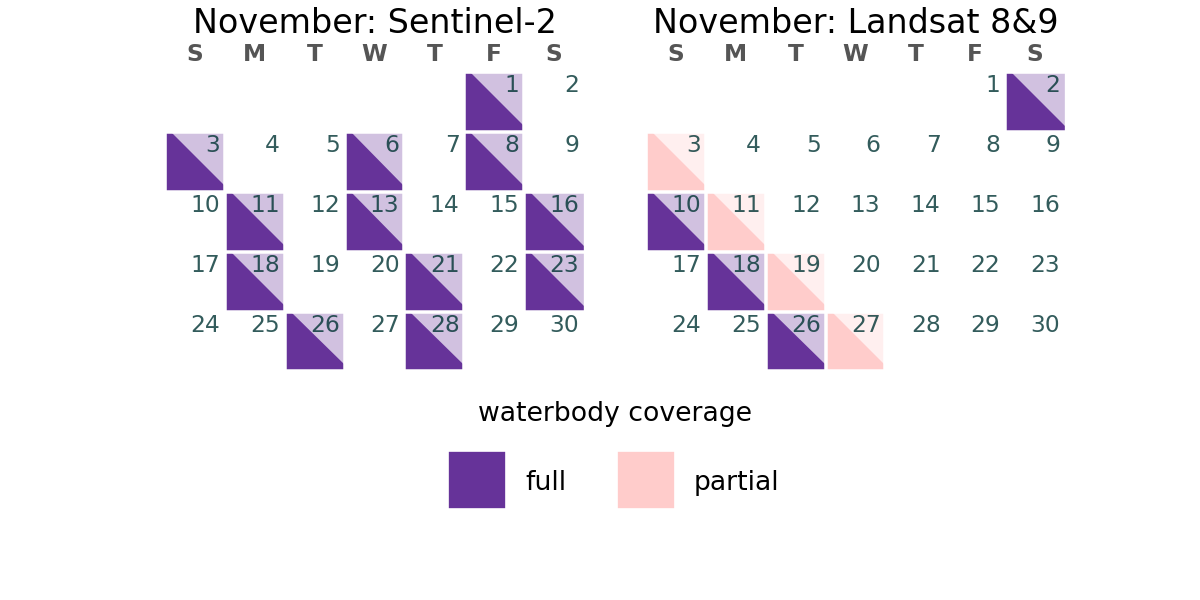 November: Sentinel-2 November: Landsat 8&9
S M T W T F S S M T W T F S
1 2 1 2
3 4 5 6 7 8 9 3 4 5 6 7 8 9
10 11 12 13 14 15 16 10 11 12 13 14 15 16
17 18 19 20 21 22 23 17 18 19 20 21 22 23
24 25 26 27 28 29 30 24 25 26 27 28 29 30
waterbody coverage
full partial